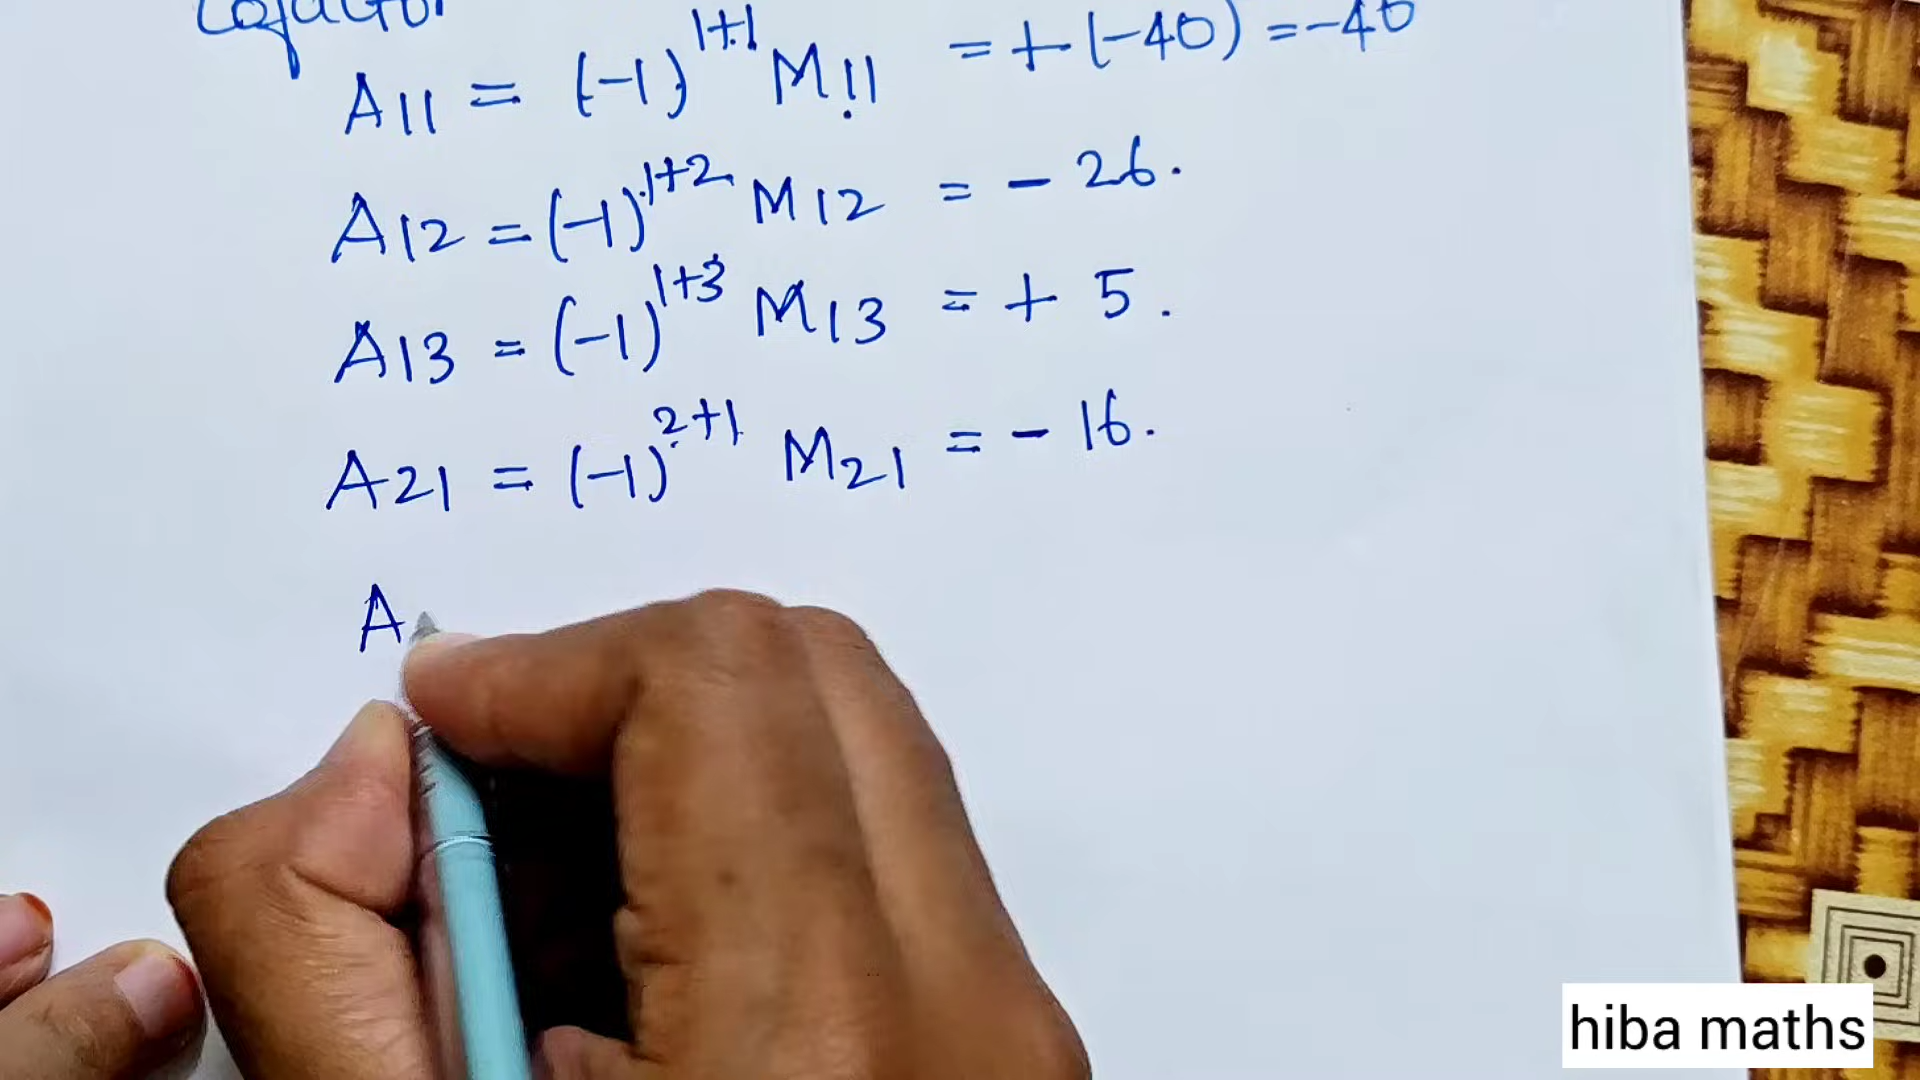 Cofactor
A11 = (-1)^1+1 M11 = +(-40) = -40
A12 = (-1)^1+2 M12 = - 26.
A13 = (-1)^1+3 M13 = + 5.
A21 = (-1)^2+1 M21 = - 16.
A
hiba maths